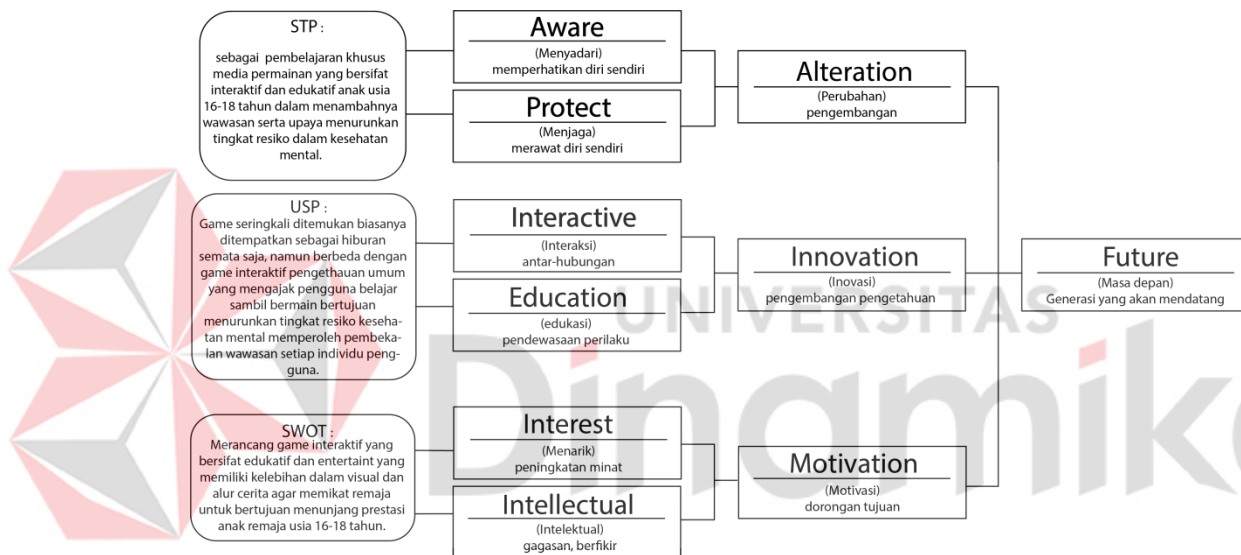 STP :
sebagai pembelajaran khusus
media permainan yang bersifat
interaktif dan edukatif anak usia
16-18 tahun dalam menambahnya
wawasan serta upaya menurunkan
tingkat resiko dalam kesehatan
mental.
Aware
(Menyadari)
memperhatikan diri sendiri
Protect
(Menjaga)
merawat diri sendiri
Alteration
(Perubahan)
pengembangan
USP :
Game seringkali ditemukan biasanya
ditempatkan sebagai hiburan
semata saja, namun berbeda dengan
game interaktif pengethauan umum
yang mengajak pengguna belajar
sambil bermain bertujuan
menurunkan tingkat resiko keseha-
tan mental memperoleh pembeka-
lan wawasan setiap individu peng-
guna.
Interactive
(Interaksi)
antar-hubungan
Education
(edukasi)
pendewasaan perilaku
Innovation
(Inovasi)
pengembangan pengetahuan
Future
(Masa depan)
Generasi yang akan mendatang
SWOT :
Merancang game interaktif yang
bersifat edukatif dan entertaint yang
memiliki kelebihan dalam visual dan
alur cerita agar memikat remaja
untuk bertujuan menunjang prestasi
anak remaja usia 16-18 tahun.
Interest
(Menarik)
peningkatan minat
Intellectual
(Intelektual)
gagasan, berfikir
Motivation
(Motivasi)
dorongan tujuan
UNIVERSITAS
Dinamika